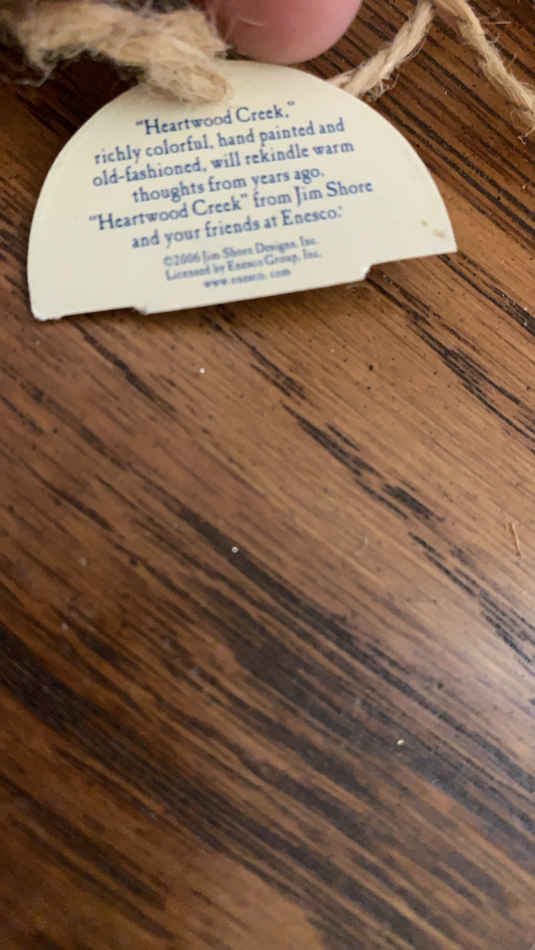 "Heartwood Creek,"
richly colorful, hand painted and
old-fashioned, will rekindle warm
thoughts from years ago.
"Heartwood Creek" from Jim Shore
and your friends at Enesco."
©2006 Jim Shore Designs, Inc.
Licensed by Enesco Group, Inc.
www.enesco.com